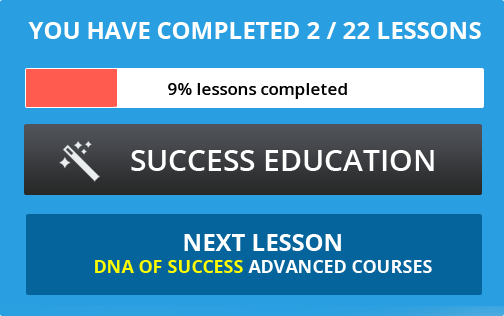 YOU HAVE COMPLETED 2 / 22 LESSONS
9% lessons completed
SUCCESS EDUCATION
NEXT LESSON
DNA OF SUCCESS ADVANCED COURSES